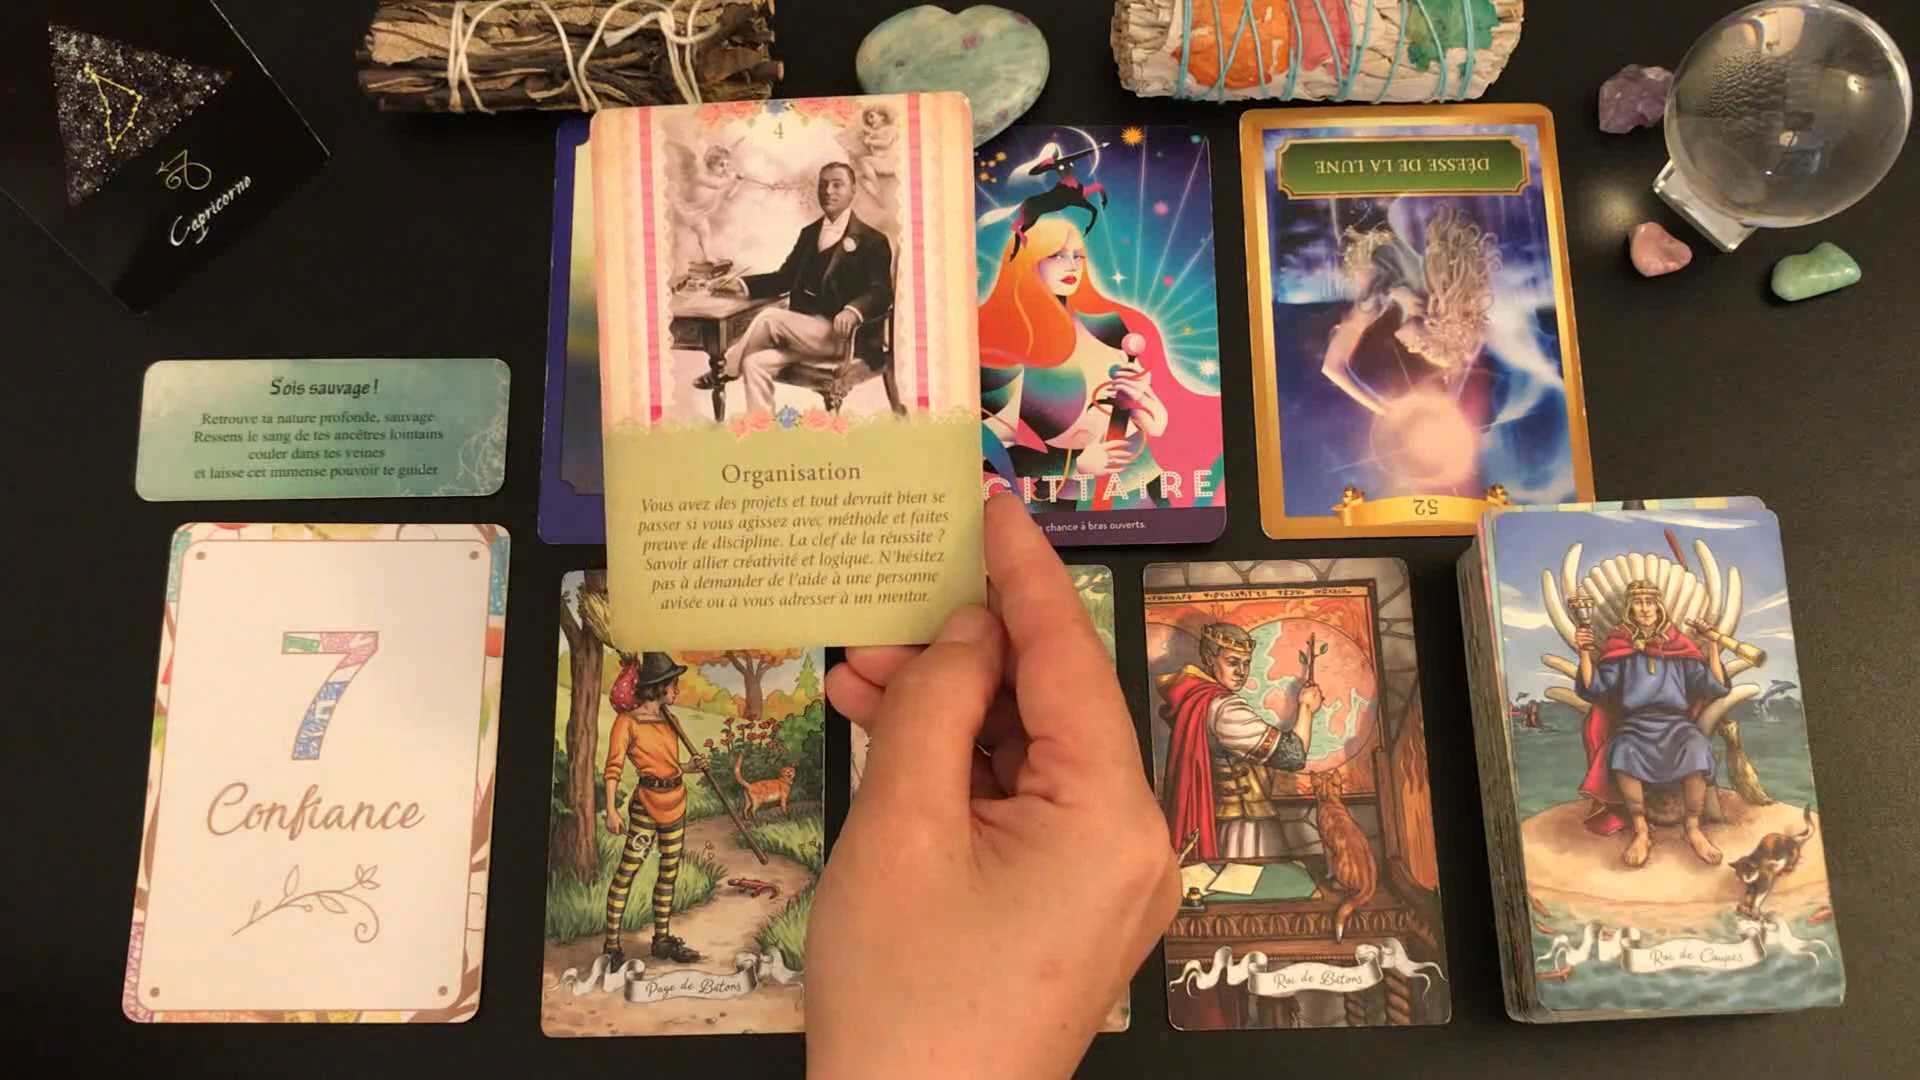 Capricorno
Sois sauvage !
Retrouve ta nature profonde, sauvage.
Ressens le sang de tes ancêtres lointains
couler dans tes veines
et laisse cet immense pouvoir te guider
7
Confiance
4
Organisation
Vous avez des projets et tout devrait bien se
passer si vous agissez avec méthode et faites
preuve de discipline. La clef de la réussite ?
Savoir allier créativité et logique. N'hésitez
pas à demander de l'aide à une personne
avisée ou à vous adresser à un mentor.
GITTAIRE
chance à bras ouverts.
DÉESSE DE LA LUNE
52
Page de Bâtons
Roi de Bâtons
Roi de Coupes